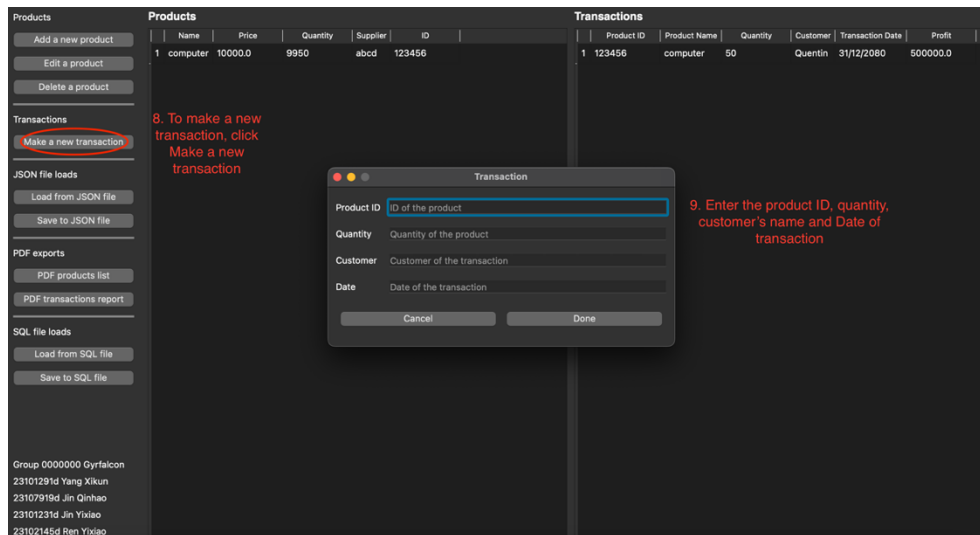 Products
Add a new product
Edit a product
Delete a product
Transactions
Make a new transaction
JSON file loads
Load from JSON file
Save to JSON file
PDF exports
PDF products list
PDF transactions report
SQL file loads
Load from SQL file
Save to SQL file
Group 0000000 Gyrfalcon
23101291d Yang Xikun
23107919d Jin Qinhao
23101231d Jin Yixiao
23102145d Ren Yixiao
Products
Name Price Quantity Supplier ID
1 computer 10000.0 9950 abcd 123456
8. To make a new
transaction, click
Make a new
transaction
Transaction
Product ID ID of the product
Quantity Quantity of the product
Customer Customer of the transaction
Date Date of the transaction
Cancel Done
Transactions
Product ID Product Name Quantity Customer Transaction Date Profit
1 123456 computer 50 Quentin 31/12/2080 500000.0
9. Enter the product ID, quantity,
customer's name and Date of
transaction